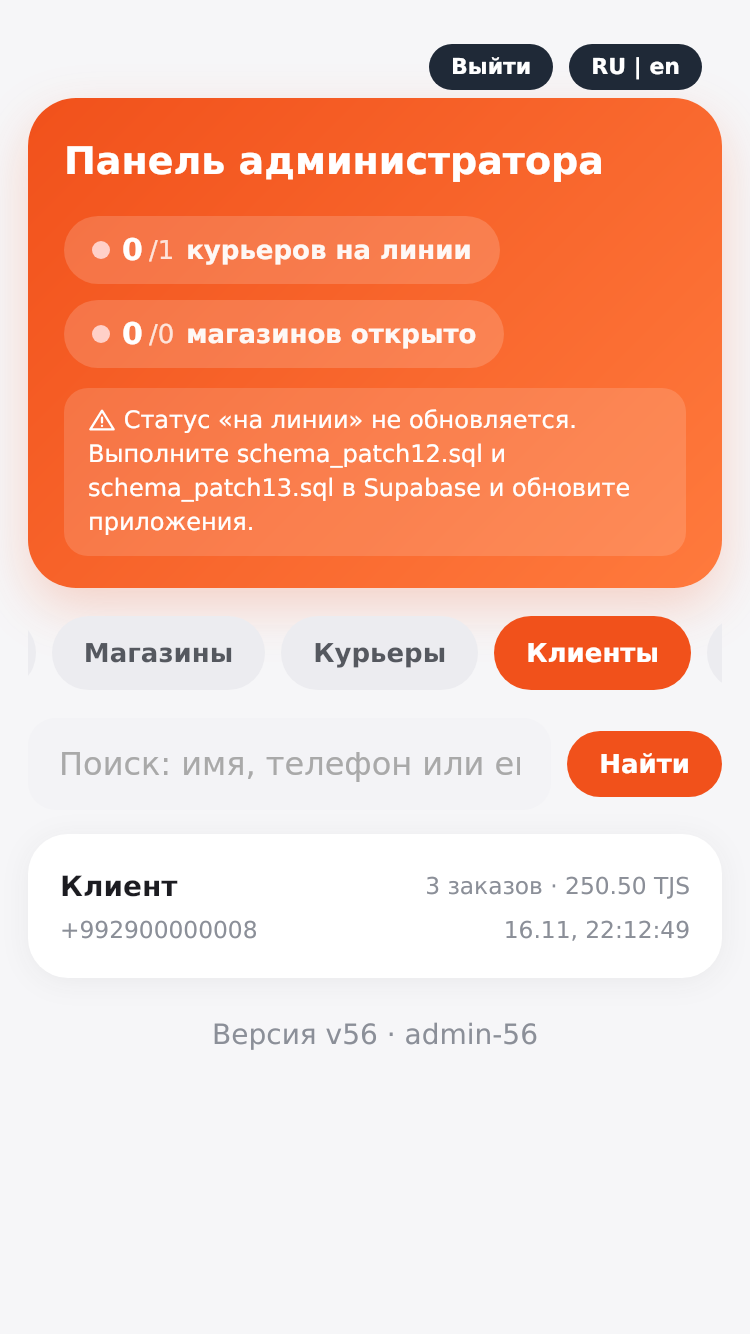 Выйти
RU | en
Панель администратора
0 /1 курьеров на линии
0 /0 магазинов открыто
⚠ Статус «на линии» не обновляется.
Выполните schema_patch12.sql и
schema_patch13.sql в Supabase и обновите
приложения.
Магазины
Курьеры
Клиенты
Поиск: имя, телефон или
Найти
Клиент
3 заказов · 250.50 TJS
+992900000008
16.11, 22:12:49
Версия v56 · admin-56